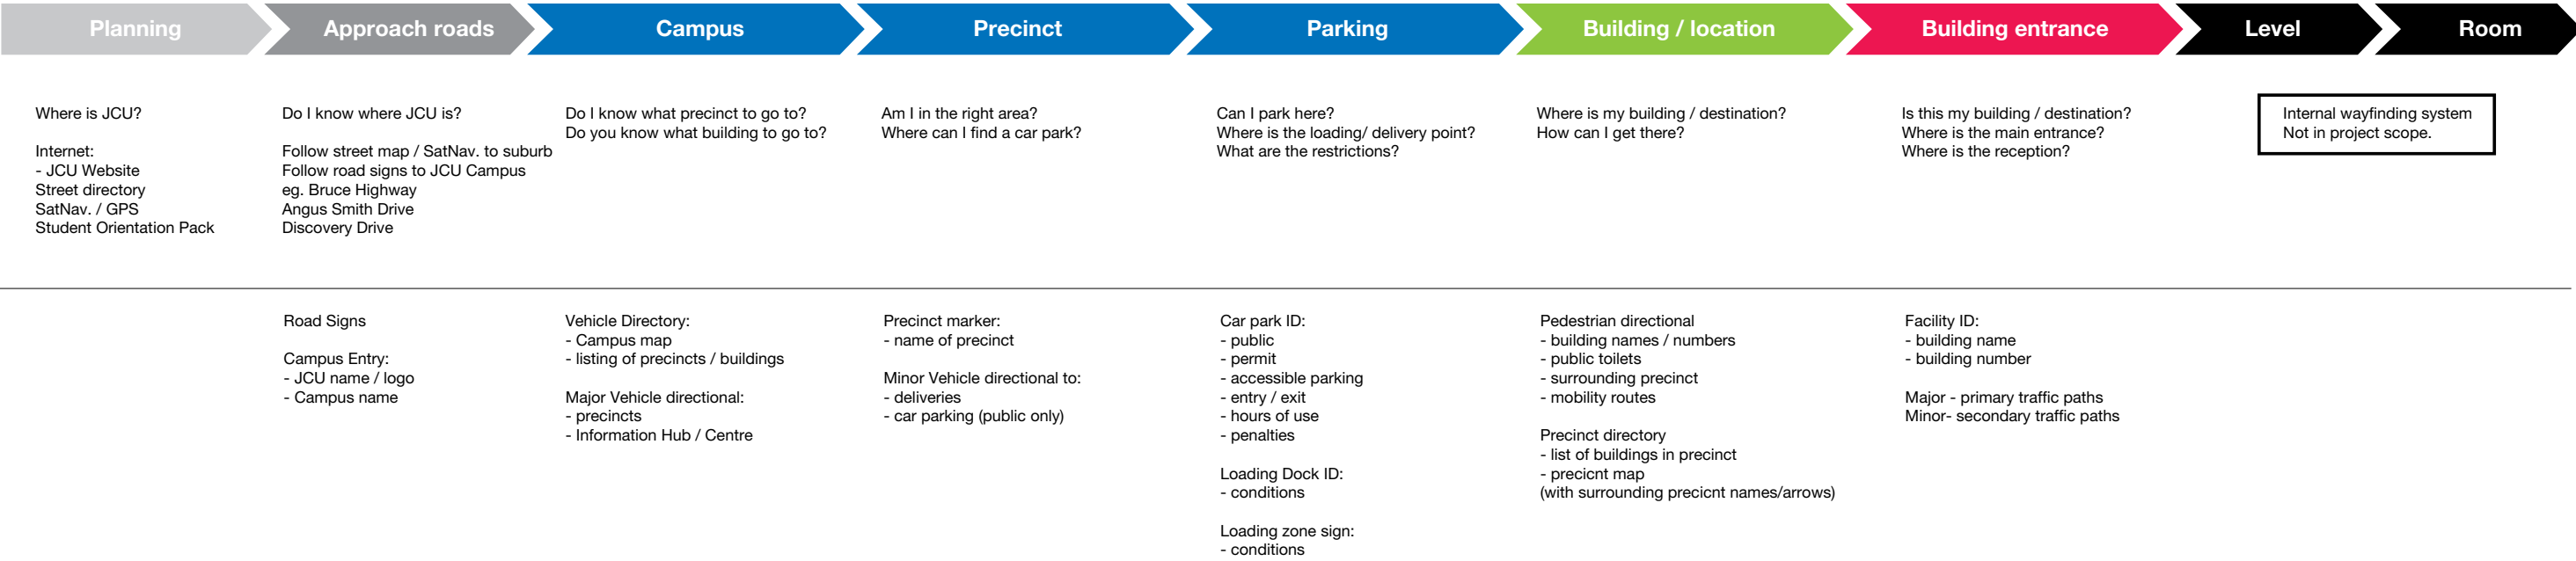 Planning
Approach roads
Campus
Precinct
Parking
Building / location
Building entrance
Level
Room
Where is JCU?
Internet:
- JCU Website
Street directory
SatNav. / GPS
Student Orientation Pack
Do I know where JCU is?
Follow street map / SatNav. to suburb
Follow road signs to JCU Campus
eg. Bruce Highway
Angus Smith Drive
Discovery Drive
Do I know what precinct to go to?
Do you know what building to go to?
Am I in the right area?
Where can I find a car park?
Can I park here?
Where is the loading/ delivery point?
What are the restrictions?
Where is my building / destination?
How can I get there?
Is this my building / destination?
Where is the main entrance?
Where is the reception?
Internal wayfinding system
Not in project scope.
Road Signs
Campus Entry:
- JCU name / logo
- Campus name
Vehicle Directory:
- Campus map
- listing of precincts / buildings
Major Vehicle directional:
- precincts
- Information Hub / Centre
Precinct marker:
- name of precinct
Minor Vehicle directional to:
- deliveries
- car parking (public only)
Car park ID:
- public
- permit
- accessible parking
- entry / exit
- hours of use
- penalties
Loading Dock ID:
- conditions
Loading zone sign:
- conditions
Pedestrian directional
- building names / numbers
- public toilets
- surrounding precinct
- mobility routes
Precinct directory
- list of buildings in precinct
- precicnt map
(with surrounding precicnt names/arrows)
Facility ID:
- building name
- building number
Major - primary traffic paths
Minor- secondary traffic paths